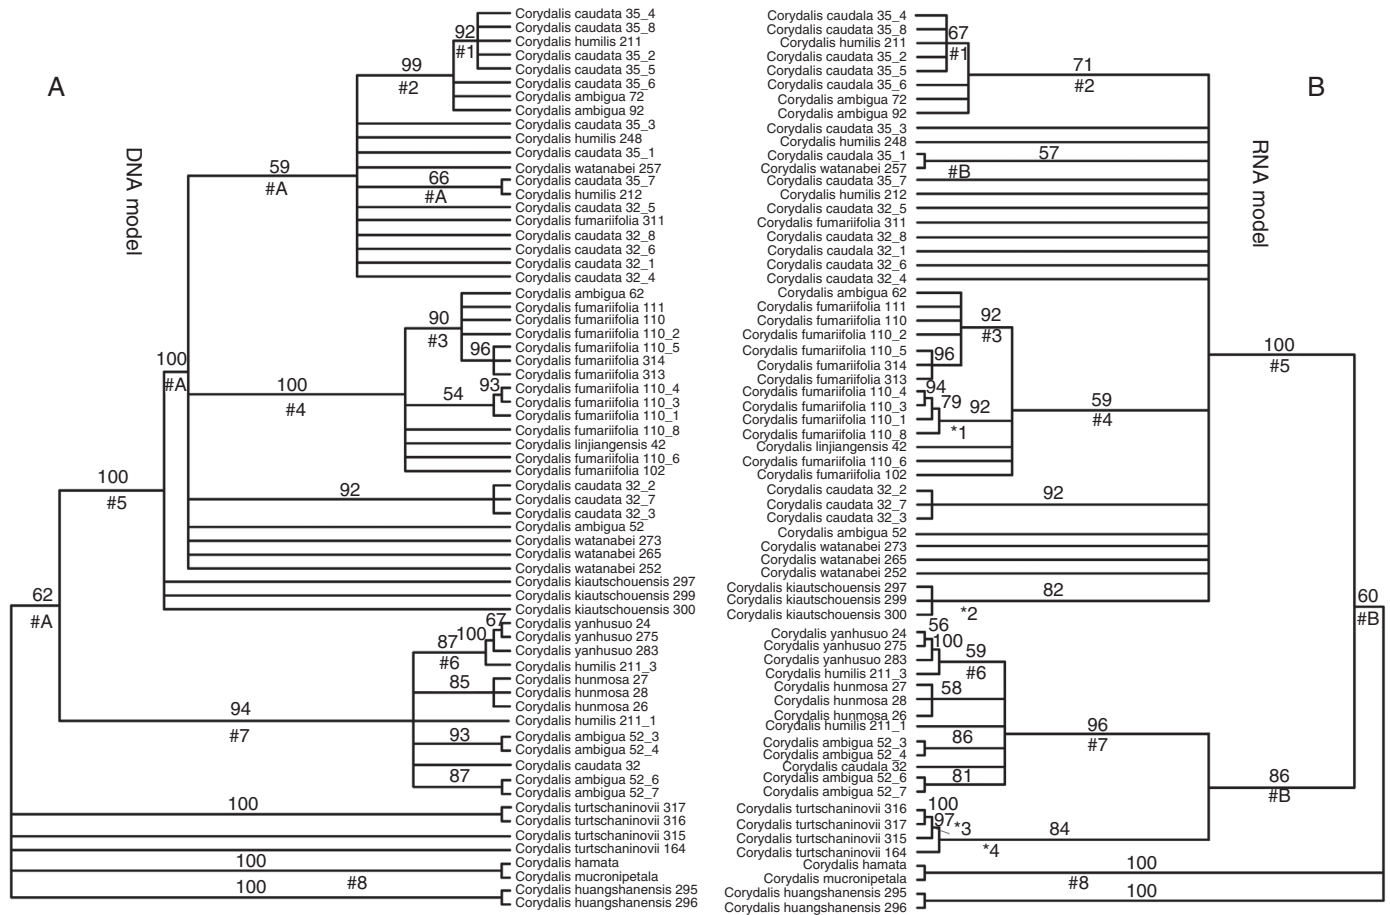 A
DNA model
92
#1
99
#2
59
#A
66
#A
100
#A
90
#3
96
93
54
100
#4
92
100
#5
62
#A
67
100
87
#6
85
94
#7
93
87
100
100
#8
100
Corydalis caudata 35_4
Corydalis caudata 35_8
Corydalis humilis 211
Corydalis caudata 35_2
Corydalis caudata 35_5
Corydalis caudata 35_6
Corydalis ambigua 72
Corydalis ambigua 92
Corydalis caudata 35_3
Corydalis humilis 248
Corydalis caudata 35_1
Corydalis watanabei 257
Corydalis caudata 35_7
Corydalis humilis 212
Corydalis caudata 32_5
Corydalis fumariifolia 311
Corydalis caudata 32_8
Corydalis caudata 32_6
Corydalis caudata 32_1
Corydalis caudata 32_4
Corydalis ambigua 62
Corydalis fumariifolia 111
Corydalis fumariifolia 110
Corydalis fumariifolia 110_2
Corydalis fumariifolia 110_5
Corydalis fumariifolia 314
Corydalis fumariifolia 313
Corydalis fumariifolia 110_4
Corydalis fumariifolia 110_3
Corydalis fumariifolia 110_1
Corydalis fumariifolia 110_8
Corydalis linjiangensis 42
Corydalis fumariifolia 110_6
Corydalis fumariifolia 102
Corydalis caudata 32_2
Corydalis caudata 32_7
Corydalis caudata 32_3
Corydalis ambigua 52
Corydalis watanabei 273
Corydalis watanabei 265
Corydalis watanabei 252
Corydalis kiautschouensis 297
Corydalis kiautschouensis 299
Corydalis kiautschouensis 300
Corydalis yanhusuo 24
Corydalis yanhusuo 275
Corydalis yanhusuo 283
Corydalis humilis 211_3
Corydalis hunmosa 27
Corydalis hunmosa 28
Corydalis hunmosa 26
Corydalis humilis 211_1
Corydalis ambigua 52_3
Corydalis ambigua 52_4
Corydalis caudata 32
Corydalis ambigua 52_6
Corydalis ambigua 52_7
Corydalis turtschaninovii 317
Corydalis turtschaninovii 316
Corydalis turtschaninovii 315
Corydalis turtschaninovii 164
Corydalis hamata
Corydalis mucronipetala
Corydalis huangshanensis 295
Corydalis huangshanensis 296
Corydalis caudala 35_4
Corydalis caudata 35_8
Corydalis humilis 211
Corydalis caudata 35_2
Corydalis caudata 35_5
Corydalis caudala 35_6
Corydalis ambigua 72
Corydalis ambigua 92
Corydalis caudata 35_3
Corydalis humilis 248
Corydalis caudala 35_1
Corydalis watanabei 257
Corydalis caudata 35_7
Corydalis humilis 212
Corydalis caudata 32_5
Corydalis fumariifolia 311
Corydalis caudata 32_8
Corydalis caudala 32_1
Corydalis caudata 32_6
Corydalis caudata 32_4
Corydalis ambigua 62
Corydalis fumariifolia 111
Corydalis fumariifolia 110
Corydalis fumariifolia 110_2
Corydalis fumariifolia 110_5
Corydalis fumariifolia 314
Corydalis fumariifolia 313
Corydalis fumariifolia 110_4
Corydalis fumariifolia 110_3
Corydalis fumariifolia 110_1
Corydalis fumariifolia 110_8
Corydalis linjiangensis 42
Corydalis fumariifolia 110_6
Corydalis fumariifolia 102
Corydalis caudata 32_2
Corydalis caudata 32_7
Corydalis caudata 32_3
Corydalis ambigua 52
Corydalis watanabei 273
Corydalis watanabei 265
Corydalis watanabei 252
Corydalis kiautschouensis 297
Corydalis kiautschouensis 299
Corydalis kiautschouensis 300
Corydalis yanhusuo 24
Corydalis yanhusuo 275
Corydalis yanhusuo 283
Corydalis humilis 211_3
Corydalis hunmosa 27
Corydalis hunmosa 28
Corydalis hunmosa 26
Corydalis humilis 211_1
Corydalis ambigua 52_3
Corydalis ambigua 52_4
Corydalis caudala 32
Corydalis ambigua 52_6
Corydalis ambigua 52_7
Corydalis turtschaninovii 316
Corydalis turtschaninovii 317
Corydalis turtschaninovii 315
Corydalis turtschaninovii 164
Corydalis hamata
Corydalis mucronipetala
Corydalis huangshanensis 295
Corydalis huangshanensis 296
B
RNA model
67
#1
71
#2
57
#B
92
#3
96
94
79
92
*1
59
#4
100
#5
92
82
*2
60
#B
56
100
59
#6
58
96
#7
86
81
86
#B
100
97
*3
84
*4
100
#8
100